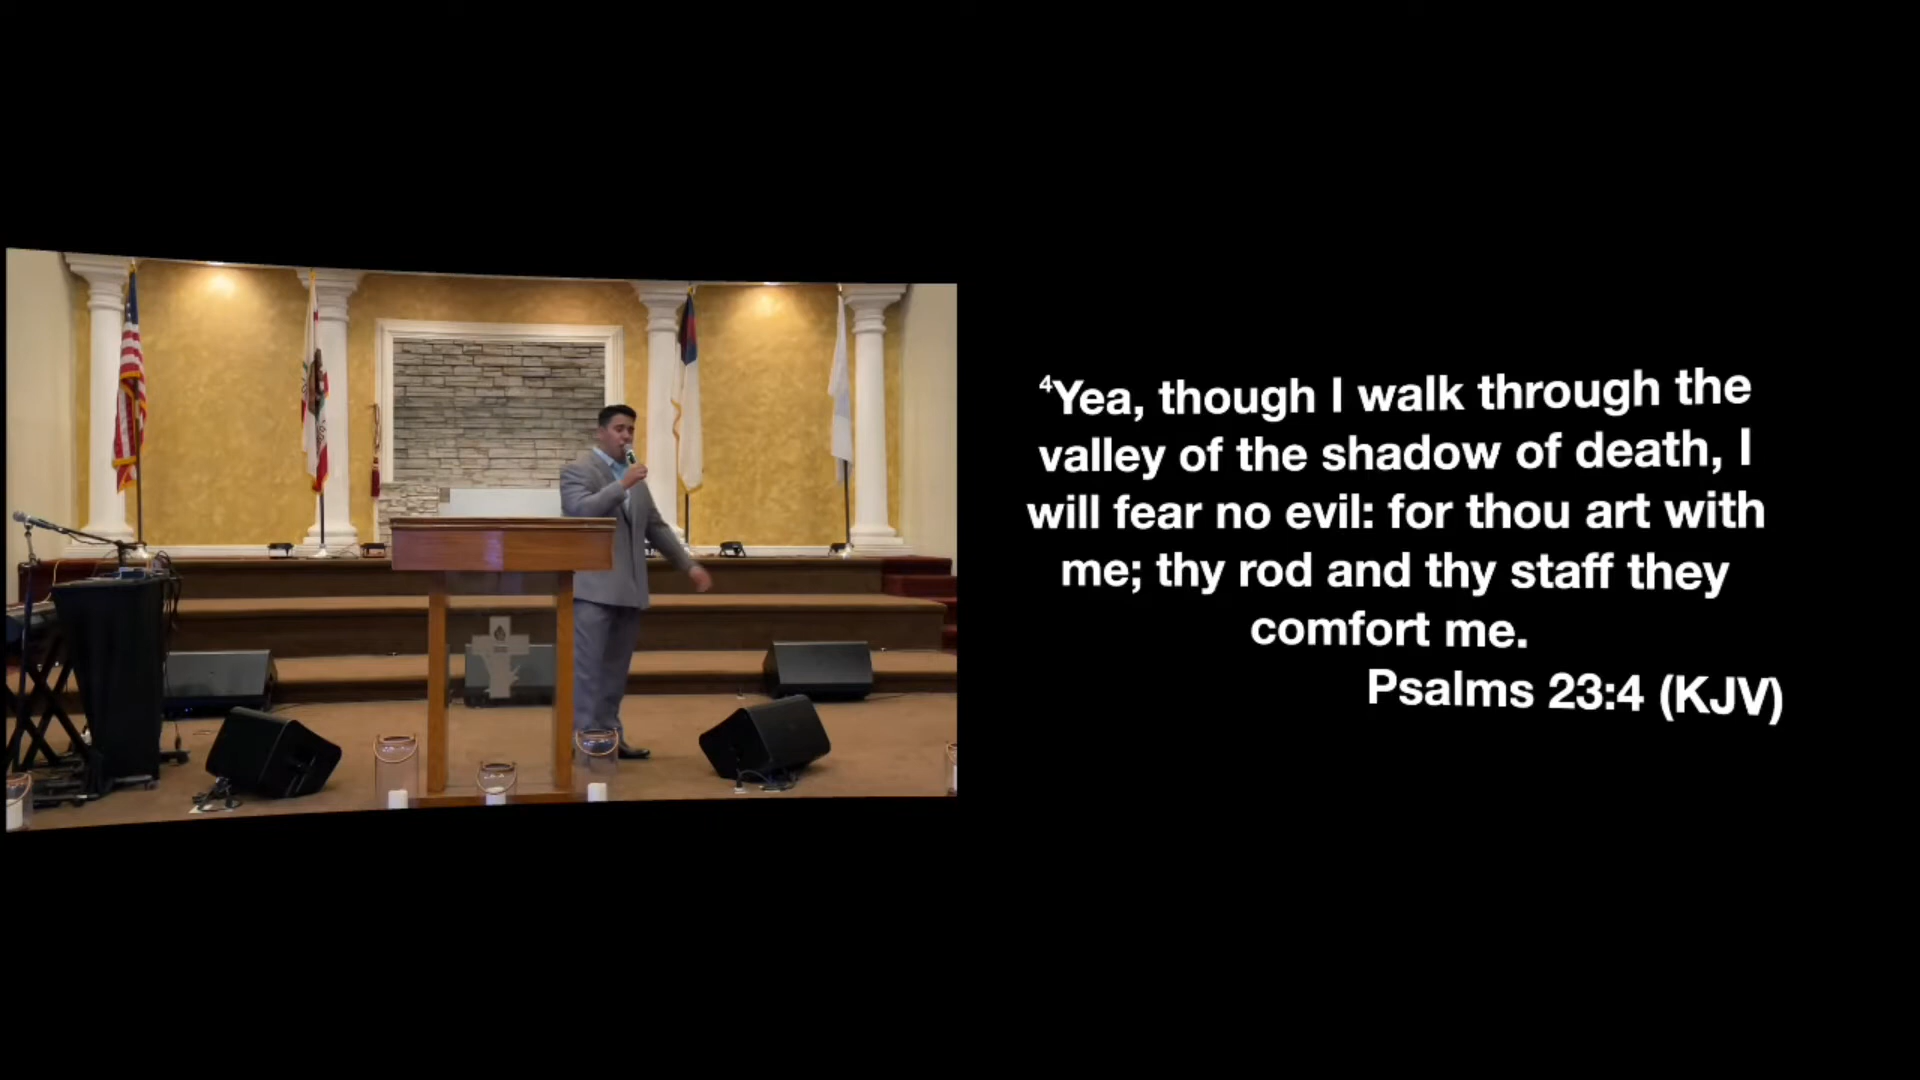 ⁴Yea, though I walk through the
valley of the shadow of death, I
will fear no evil: for thou art with
me; thy rod and thy staff they
comfort me.
Psalms 23:4 (KJV)